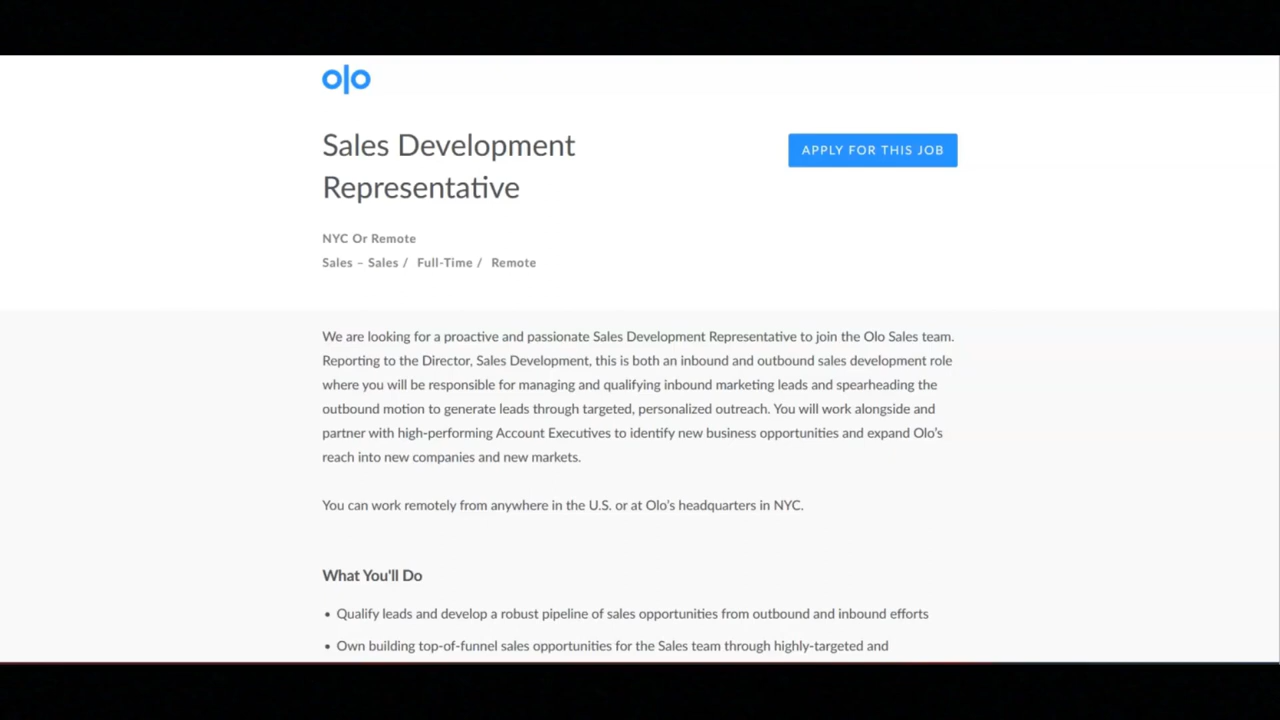 olo
Sales Development
Representative
APPLY FOR THIS JOB
NYC Or Remote
Sales – Sales / Full-Time / Remote
We are looking for a proactive and passionate Sales Development Representative to join the Olo Sales team.
Reporting to the Director, Sales Development, this is both an inbound and outbound sales development role
where you will be responsible for managing and qualifying inbound marketing leads and spearheading the
outbound motion to generate leads through targeted, personalized outreach. You will work alongside and
partner with high-performing Account Executives to identify new business opportunities and expand Olo's
reach into new companies and new markets.
You can work remotely from anywhere in the U.S. or at Olo's headquarters in NYC.
What You'll Do
• Qualify leads and develop a robust pipeline of sales opportunities from outbound and inbound efforts
• Own building top-of-funnel sales opportunities for the Sales team through highly-targeted and